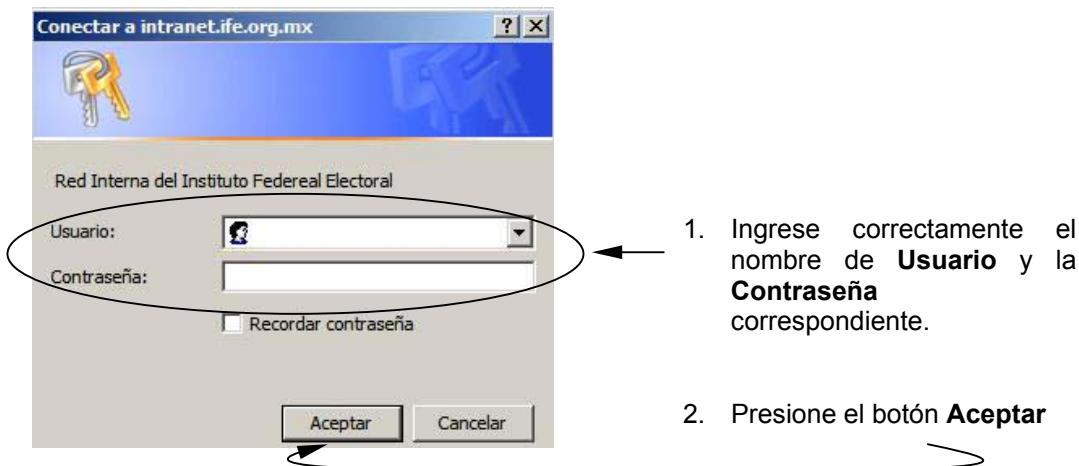 Conectar a intranet.ife.org.mx
Red Interna del Instituto Federeal Electoral
Usuario:
Contraseña:
Recordar contraseña
Aceptar
Cancelar
1. Ingrese correctamente el
nombre de Usuario y la
Contraseña
correspondiente.
2. Presione el botón Aceptar